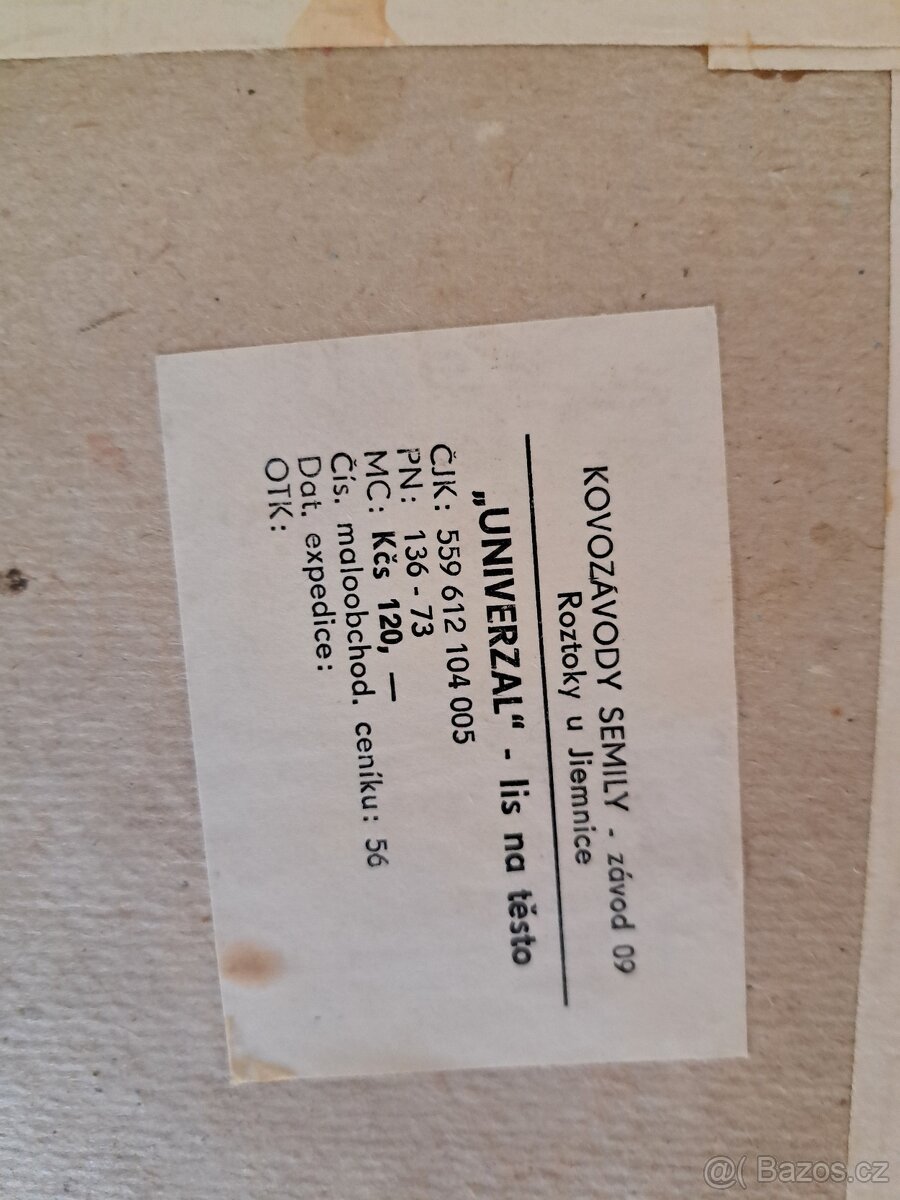 KOVOZÁVODY SEMILY - závod 09
Roztoky u Jiemnice
„UNIVERZAL" - lis na těsto
ČJK: 559 612 104 005
PN: 136 - 73
MC: Kčs 120,—
Čís. maloobchod. ceníku: 56
Dat. expedice:
OTK:
@( Bazos.cz